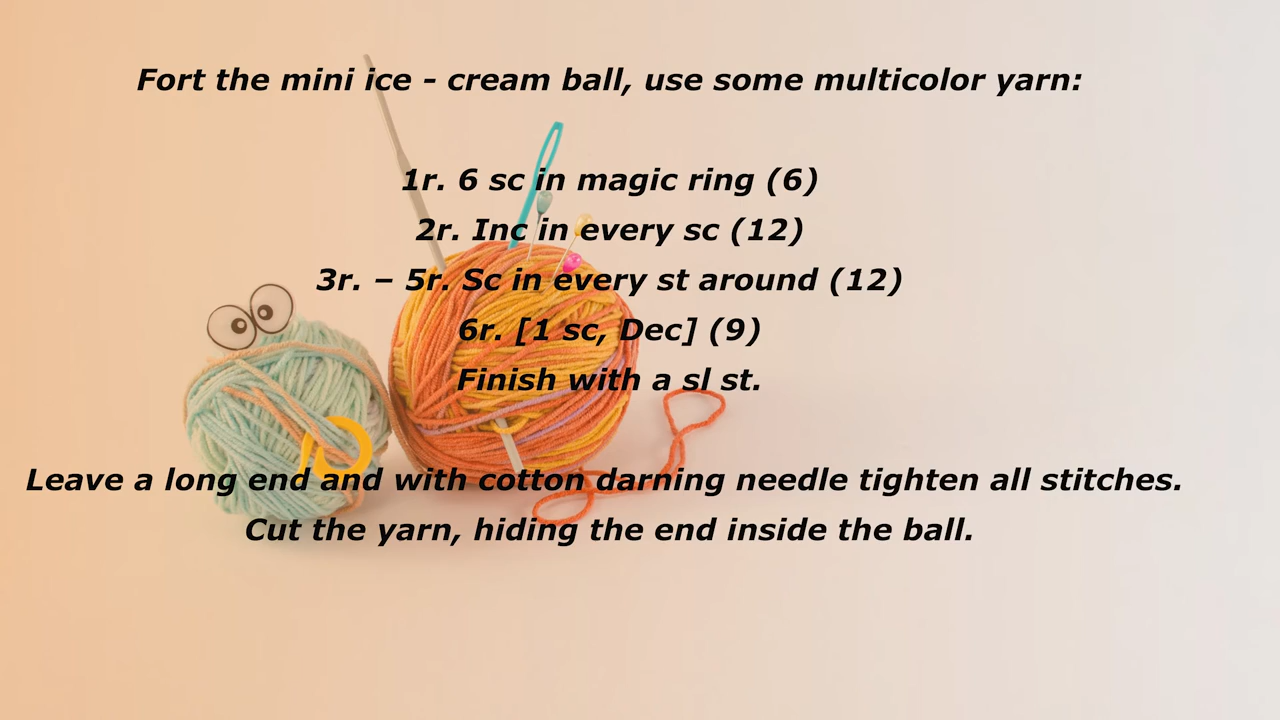 Fort the mini ice - cream ball, use some multicolor yarn:
1r. 6 sc in magic ring (6)
2r. Inc in every sc (12)
3r. – 5r. Sc in every st around (12)
6r. [1 sc, Dec] (9)
Finish with a sl st.
Leave a long end and with cotton darning needle tighten all stitches.
Cut the yarn, hiding the end inside the ball.